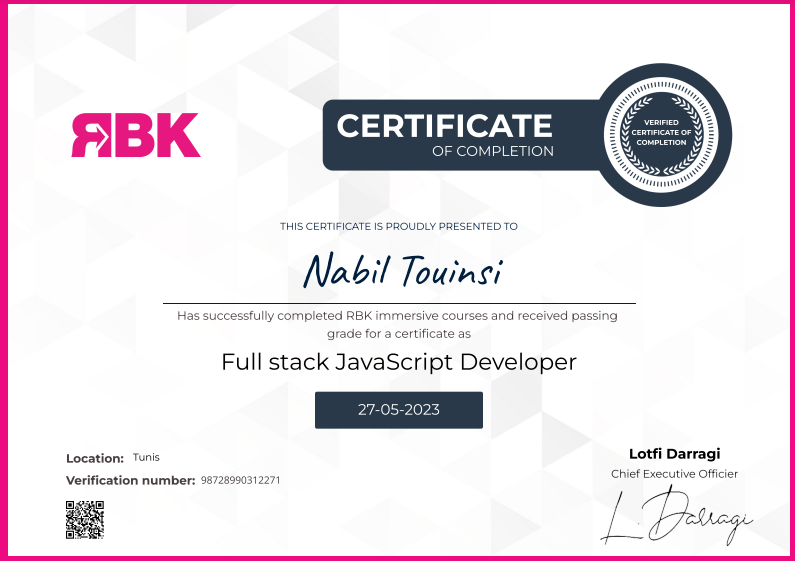 RBK
CERTIFICATE
OF COMPLETION
VERIFIED
CERTIFICATE OF
COMPLETION
THIS CERTIFICATE IS PROUDLY PRESENTED TO
Nabil Touinsi
Has successfully completed RBK immersive courses and received passing
grade for a certificate as
Full stack JavaScript Developer
27-05-2023
Location: Tunis
Verification number: 98728990312271
Lotfi Darragi
Chief Executive Officier
L. Darragi